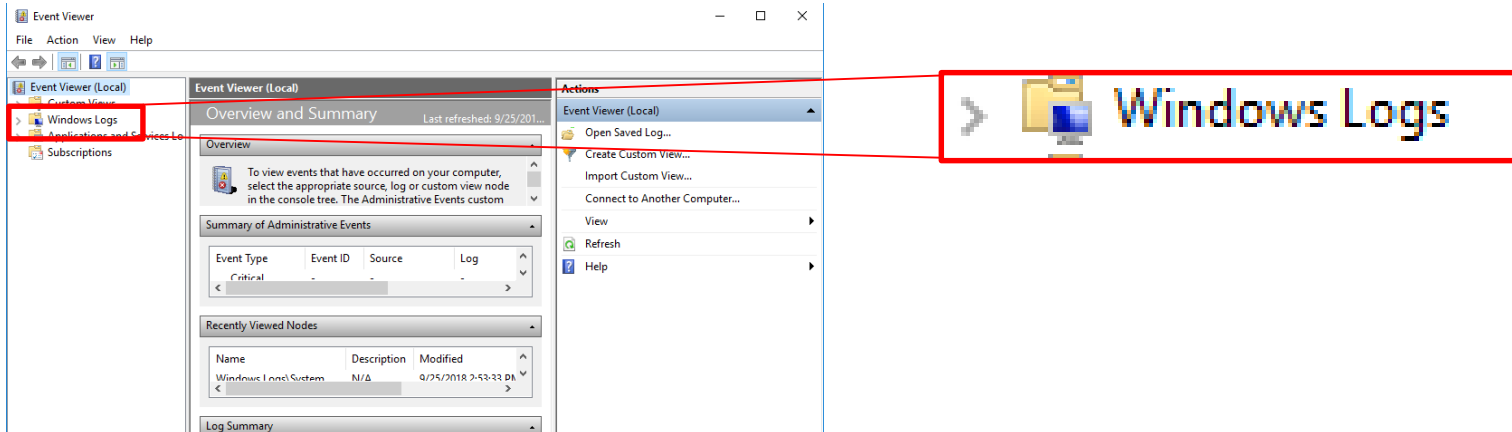 Event Viewer
File Action View Help
Event Viewer (Local)
Custom Views
Windows Logs
Applications and Services Lo
Subscriptions
Event Viewer (Local)
Overview and Summary Last refreshed: 9/25/201...
Overview
To view events that have occurred on your computer,
select the appropriate source, log or custom view node
in the console tree. The Administrative Events custom
Summary of Administrative Events
Event Type Event ID Source Log
Critical - - -
Recently Viewed Nodes
Name Description Modified
Windows Logs\System N/A 9/25/2018 2:53:33 PM
Log Summary
Actions
Event Viewer (Local)
Open Saved Log...
Create Custom View...
Import Custom View...
Connect to Another Computer...
View
Refresh
Help
Windows Logs